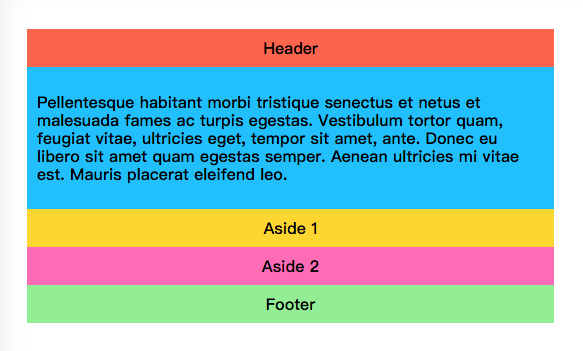 Header
Pellentesque habitant morbi tristique senectus et netus et
malesuada fames ac turpis egestas. Vestibulum tortor quam,
feugiat vitae, ultricies eget, tempor sit amet, ante. Donec eu
libero sit amet quam egestas semper. Aenean ultricies mi vitae
est. Mauris placerat eleifend leo.
Aside 1
Aside 2
Footer